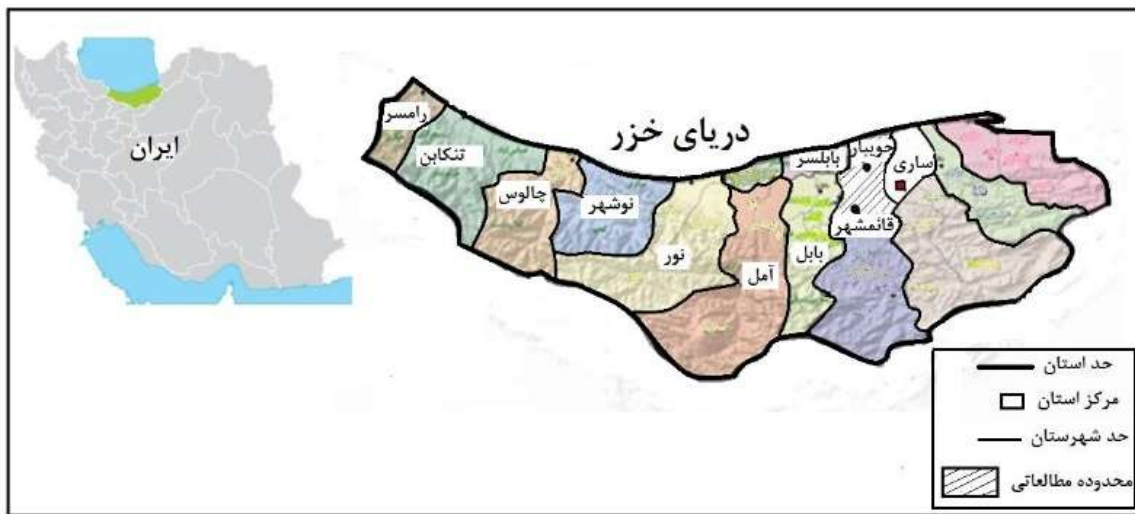 ایران
دریای خزر
رامسر
تنکابن
چالوس
نوشهر
نور
آمل
بابل
بابلسر
جویبار
ساری
قائمشهر
حد استان
مرکز استان
حد شهرستان
محدوده مطالعاتی